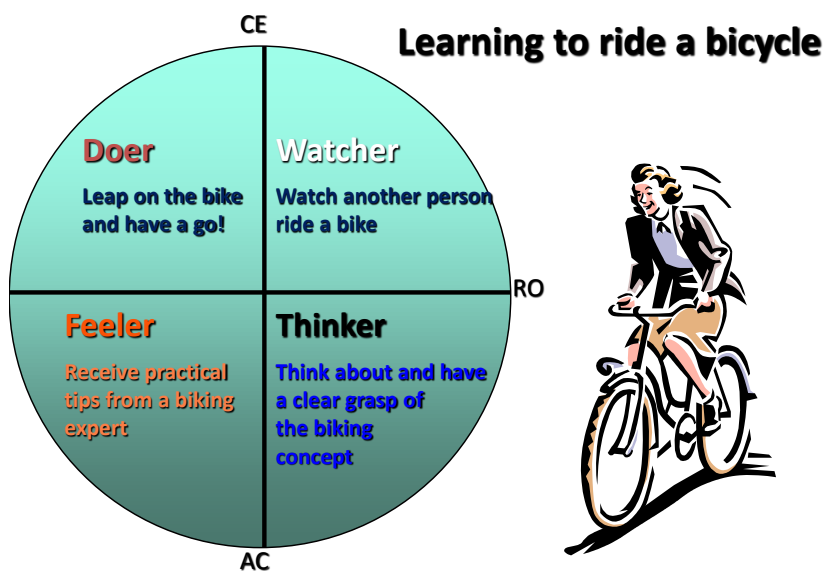 CE
Learning to ride a bicycle
Doer
Leap on the bike
and have a go!
Watcher
Watch another person
ride a bike
RO
Feeler
Receive practical
tips from a biking
expert
Thinker
Think about and have
a clear grasp of
the biking
concept
AC